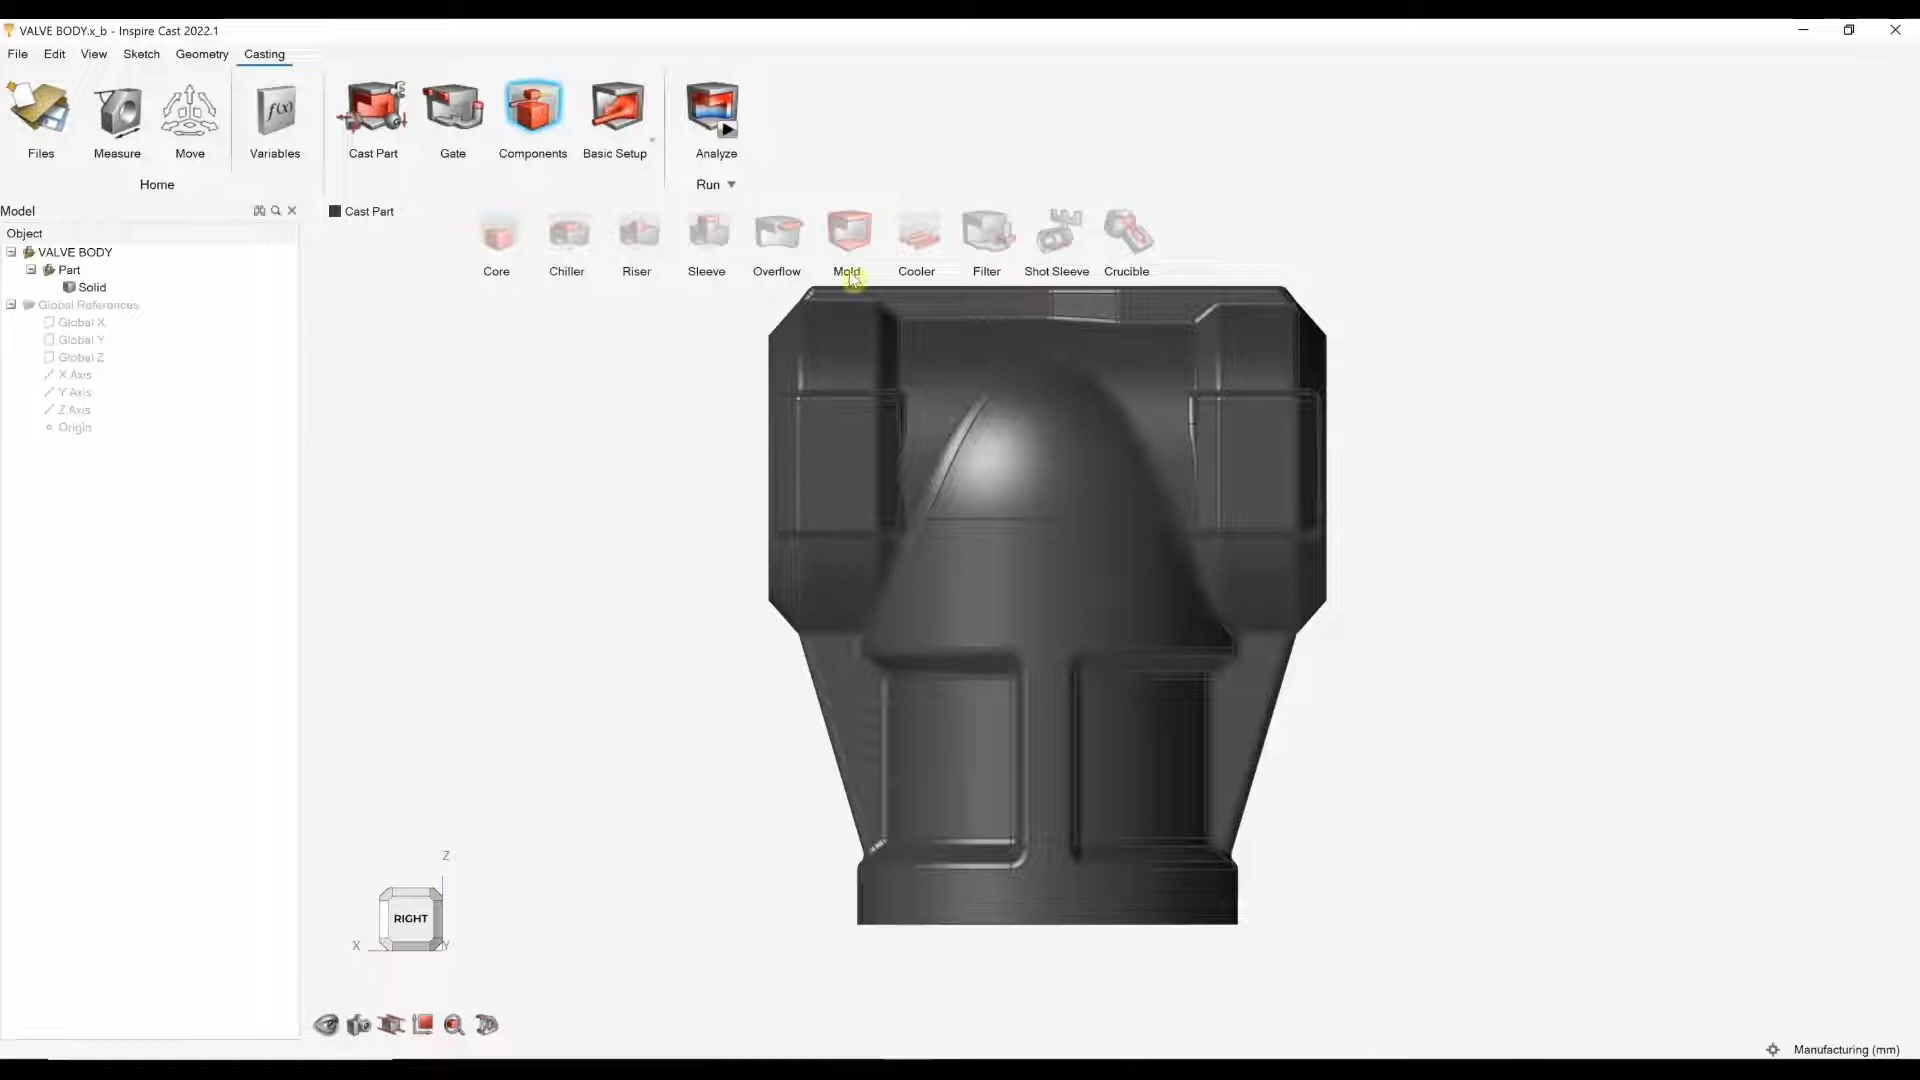 VALVE BODY.x_b - Inspire Cast 2022.1
File Edit View Sketch Geometry Casting
Files Measure Move Variables Cast Part Gate Components Basic Setup Analyze
Home Run
Model
Cast Part
Object
Core Chiller Riser Sleeve Overflow Mold Cooler Filter Shot Sleeve Crucible
VALVE BODY
Part
Solid
Global References
Global X
Global Y
Global Z
X Axis
Y Axis
Z Axis
Origin
Z
RIGHT
X Y
Manufacturing (mm)